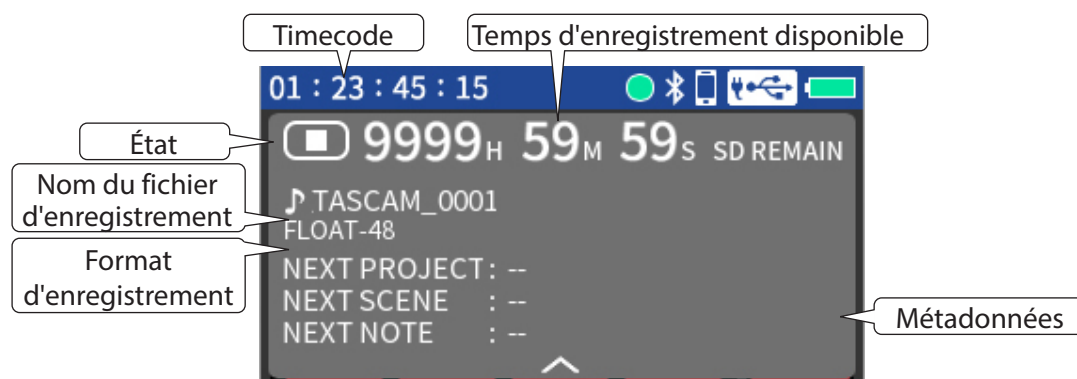 Timecode
Temps d'enregistrement disponible
01 : 23 : 45 : 15
État
9999H 59M 59S SD REMAIN
Nom du fichier
d'enregistrement
TASCAM_0001
FLOAT-48
Format
d'enregistrement
NEXT PROJECT : --
NEXT SCENE : --
NEXT NOTE : --
Métadonnées